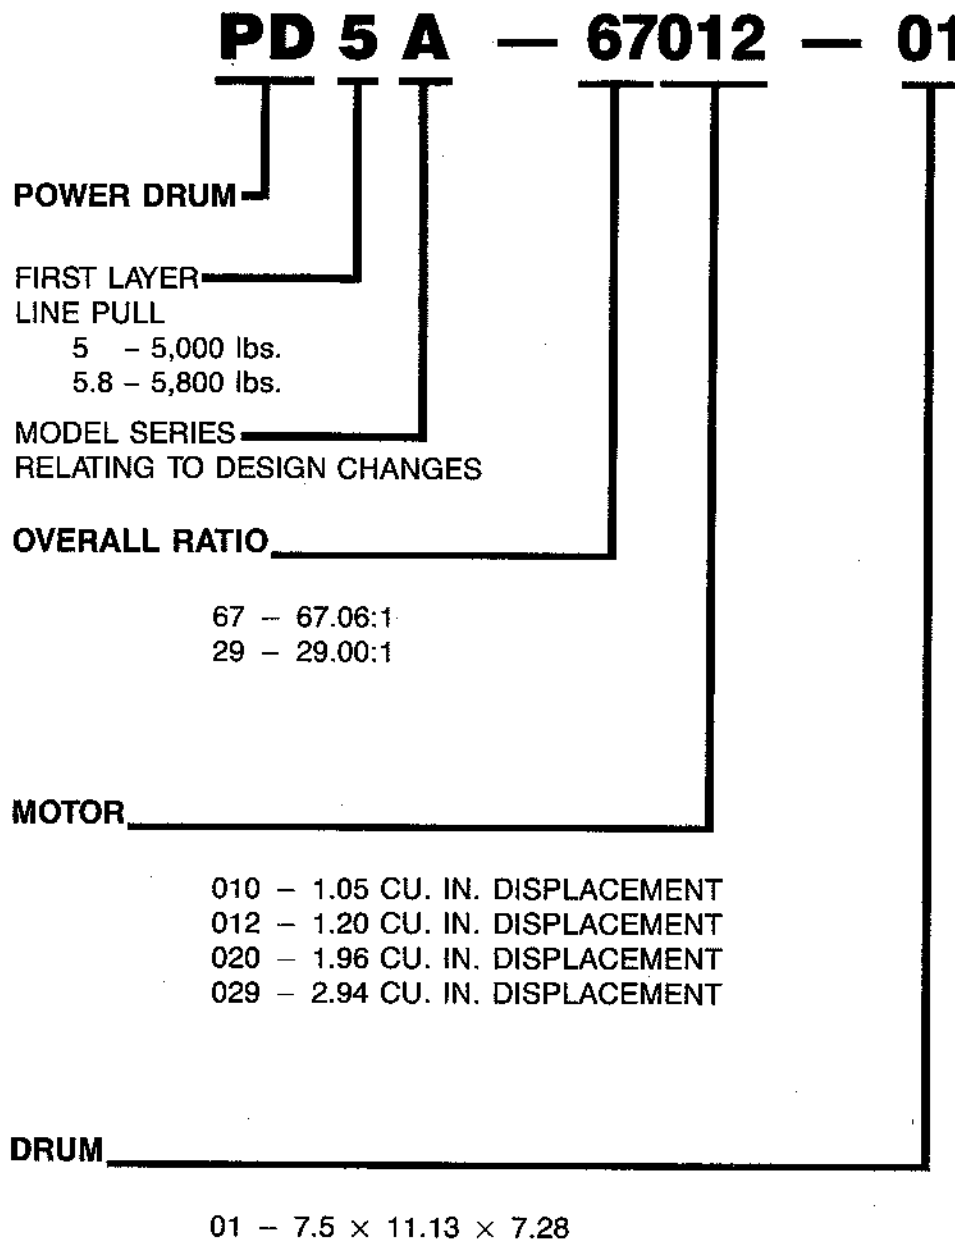 PD 5 A — 67012 — 01
POWER DRUM
FIRST LAYER
LINE PULL
5 – 5,000 lbs.
5.8 – 5,800 lbs.
MODEL SERIES
RELATING TO DESIGN CHANGES
OVERALL RATIO
67 – 67.06:1
29 – 29.00:1
MOTOR
010 – 1.05 CU. IN. DISPLACEMENT
012 – 1.20 CU. IN. DISPLACEMENT
020 – 1.96 CU. IN. DISPLACEMENT
029 – 2.94 CU. IN. DISPLACEMENT
DRUM
01 – 7.5 × 11.13 × 7.28